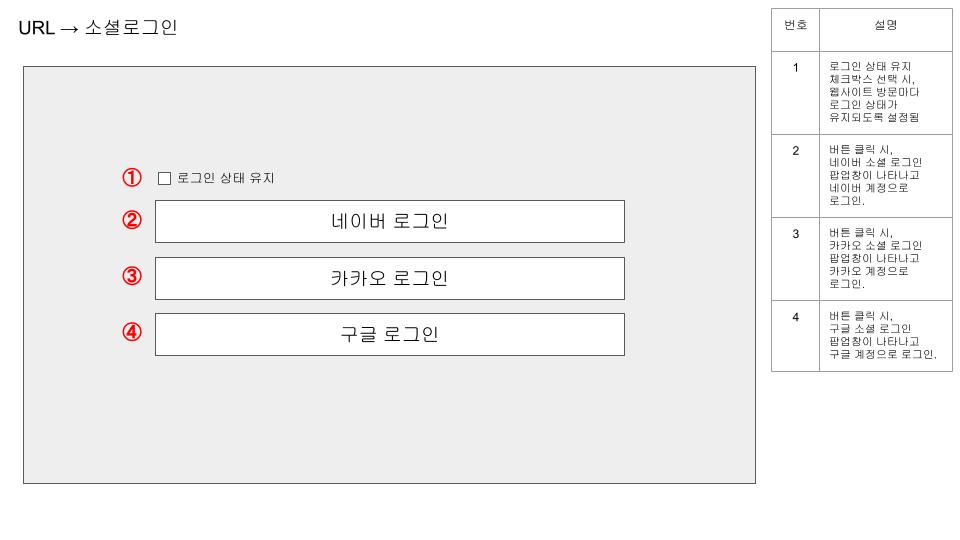 URL → 소셜로그인
① 로그인 상태 유지
② 네이버 로그인
③ 카카오 로그인
④ 구글 로그인
번호 설명
1 로그인 상태 유지
체크박스 선택 시,
웹사이트 방문마다
로그인 상태가
유지되도록 설정됨
2 버튼 클릭 시,
네이버 소셜 로그인
팝업창이 나타나고
네이버 계정으로
로그인.
3 버튼 클릭 시,
카카오 소셜 로그인
팝업창이 나타나고
카카오 계정으로
로그인.
4 버튼 클릭 시,
구글 소셜 로그인
팝업창이 나타나고
구글 계정으로 로그인.